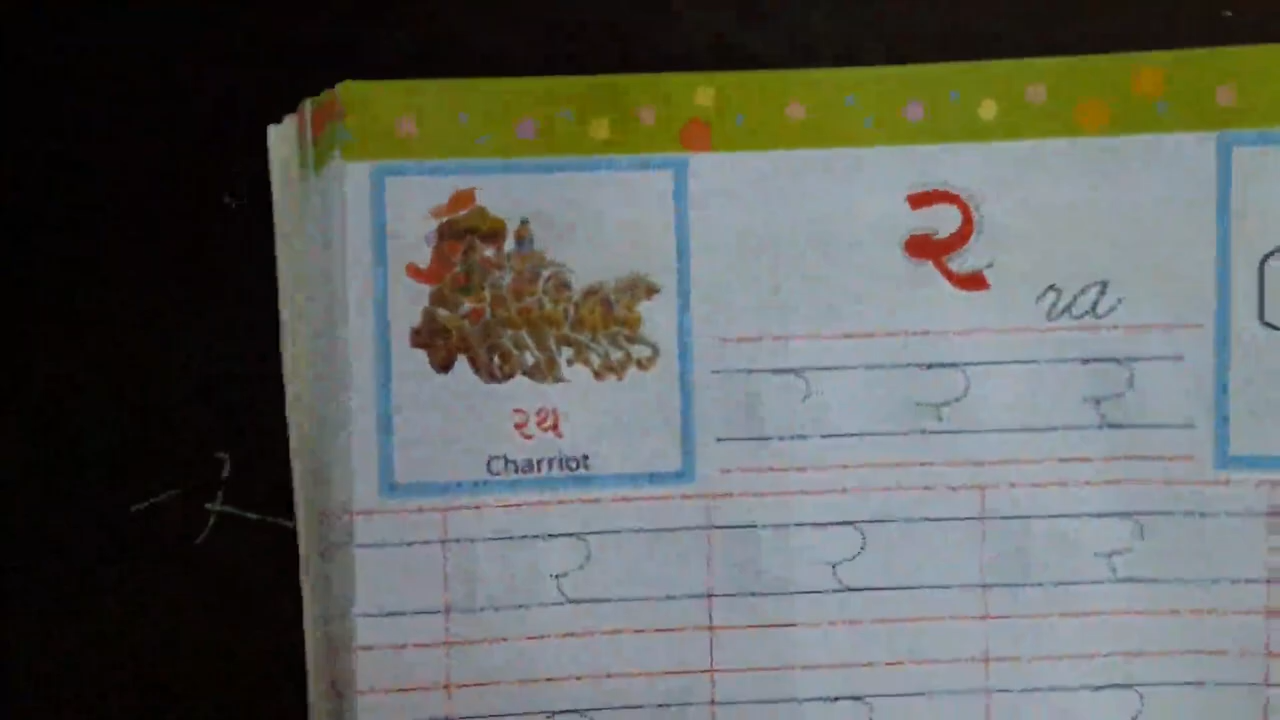 ર
ra
રથ
Charriot
ર ર ર
ર ર ર